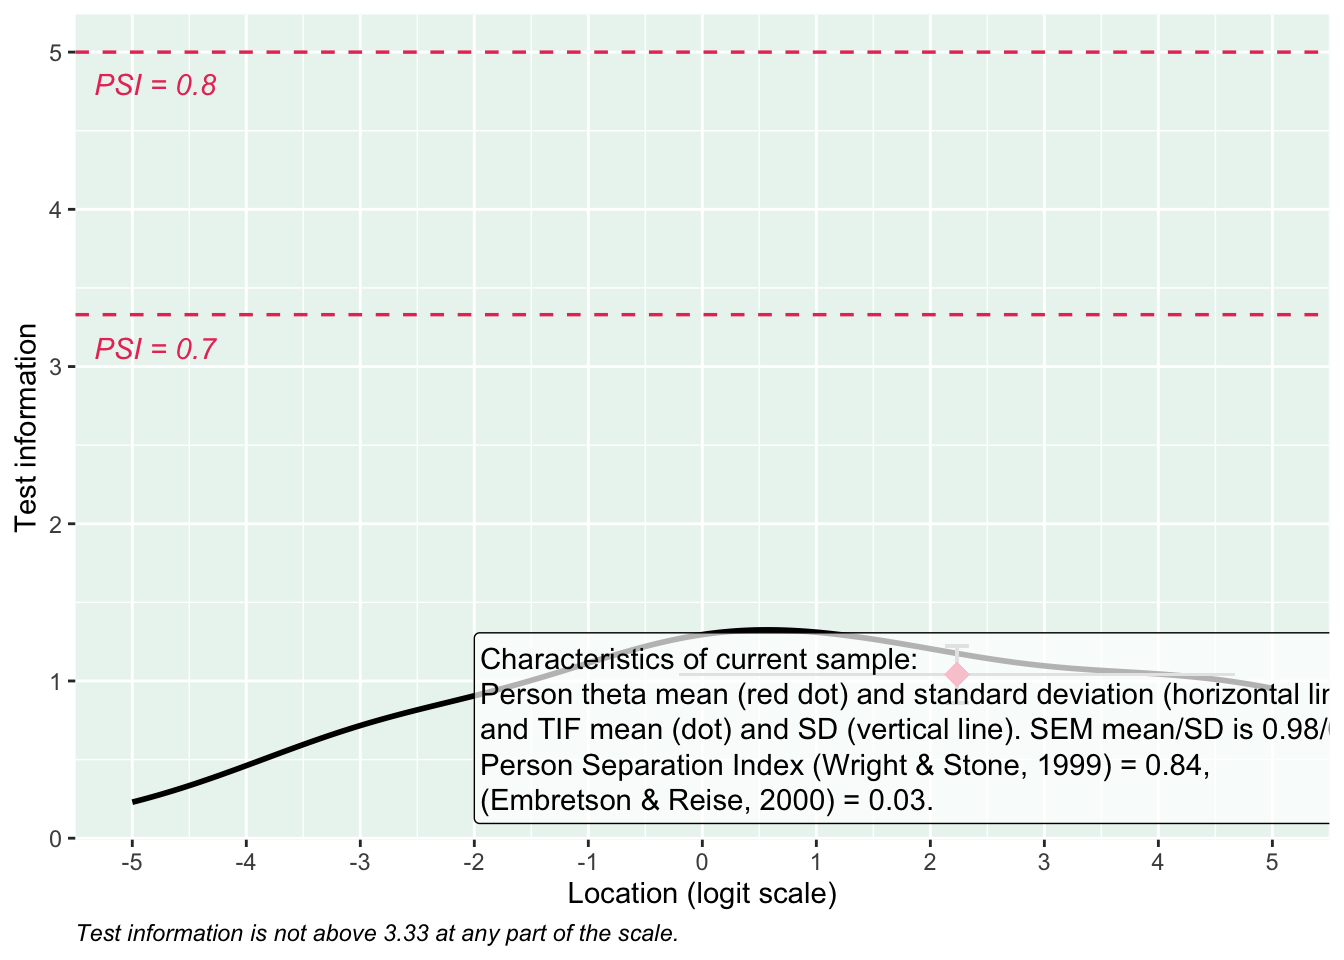 5
PSI = 0.8
4
PSI = 0.7
3
Test information
2
1
0
Characteristics of current sample:
Person theta mean (red dot) and standard deviation (horizontal
and TIF mean (dot) and SD (vertical line). SEM mean/SD is 0.98/
Person Separation Index (Wright & Stone, 1999) = 0.84,
(Embretson & Reise, 2000) = 0.03.
-5 -4 -3 -2 -1 0 1 2 3 4 5
Location (logit scale)
Test information is not above 3.33 at any part of the scale.